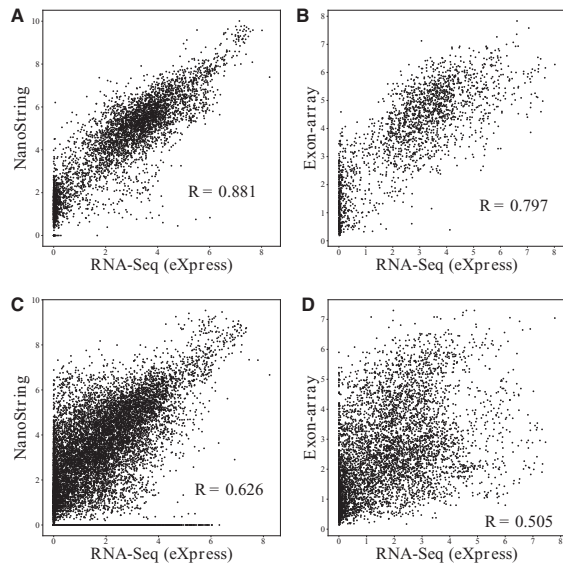 A
NanoString
10
8
6
4
2
0
0 2 4 6 8
RNA-Seq (eXpress)
R = 0.881
B
Exon-array
8
7
6
5
4
3
2
1
0
0 1 2 3 4 5 6 7 8
RNA-Seq (eXpress)
R = 0.797
C
NanoString
10
8
6
4
2
0
0 2 4 6 8
RNA-Seq (eXpress)
R = 0.626
D
Exon-array
7
6
5
4
3
2
1
0
0 1 2 3 4 5 6 7 8
RNA-Seq (eXpress)
R = 0.505